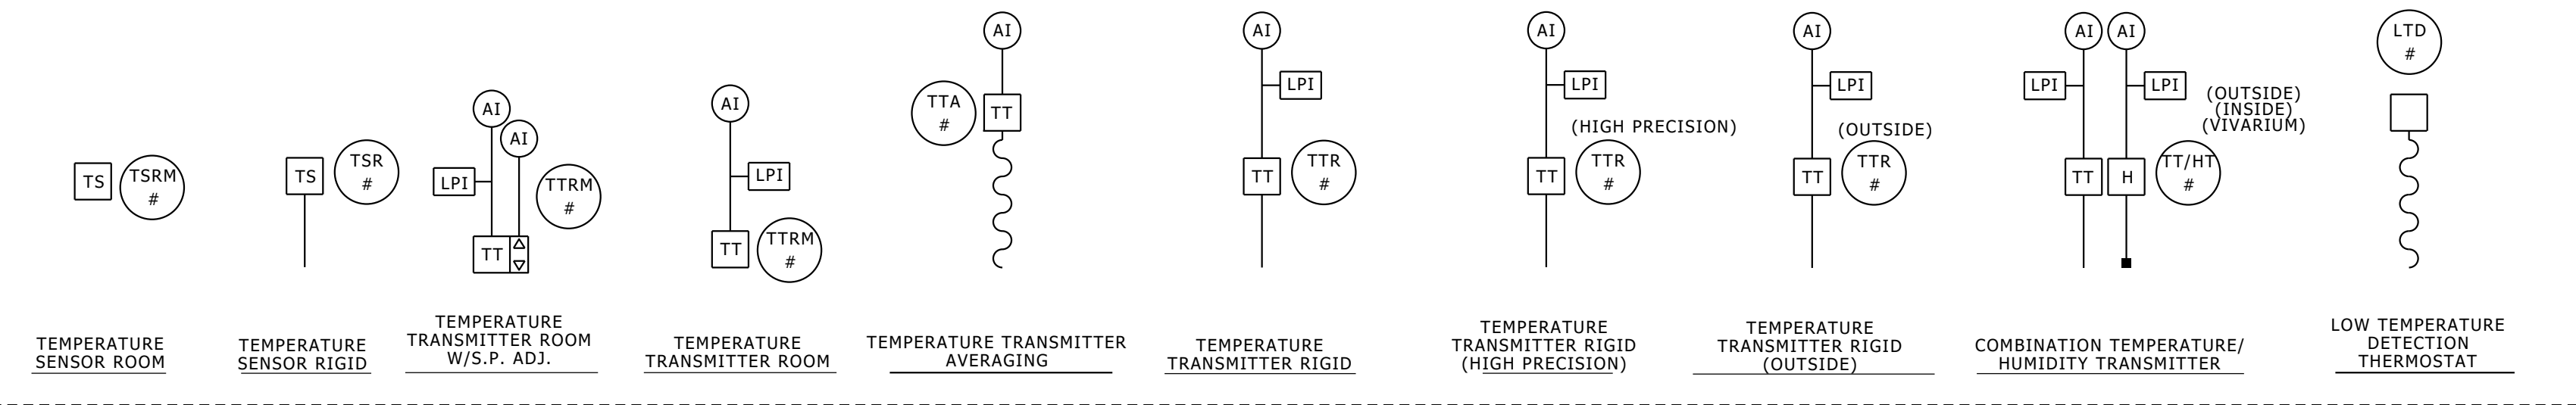 TS
TSRM
#
TEMPERATURE
SENSOR ROOM
TS
TSR
#
TEMPERATURE
SENSOR RIGID
AI
AI
LPI
TTRM
#
TT
TEMPERATURE
TRANSMITTER ROOM
W/S.P. ADJ.
AI
LPI
TT
TTRM
#
TEMPERATURE
TRANSMITTER ROOM
AI
TTA
#
TT
TEMPERATURE TRANSMITTER
AVERAGING
AI
LPI
TT
TTR
#
TEMPERATURE
TRANSMITTER RIGID
AI
LPI
(HIGH PRECISION)
TT
TTR
#
TEMPERATURE
TRANSMITTER RIGID
(HIGH PRECISION)
AI
LPI
(OUTSIDE)
TT
TTR
#
TEMPERATURE
TRANSMITTER RIGID
(OUTSIDE)
AI
AI
LPI
LPI
(OUTSIDE)
(INSIDE)
(VIVARIUM)
TT
H
TT/HT
#
COMBINATION TEMPERATURE/
HUMIDITY TRANSMITTER
LTD
#
LOW TEMPERATURE
DETECTION
THERMOSTAT